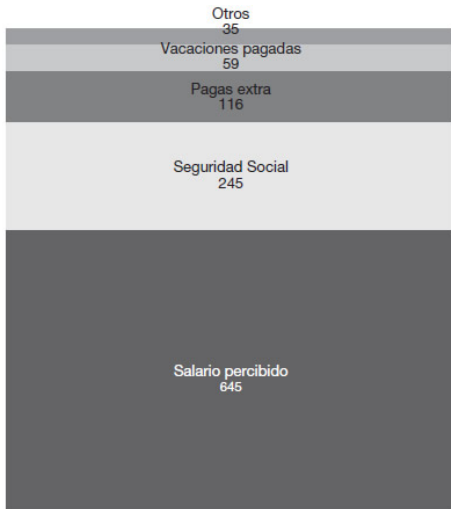 Otros
35
Vacaciones pagadas
59
Pagas extra
116
Seguridad Social
245
Salario percibido
645